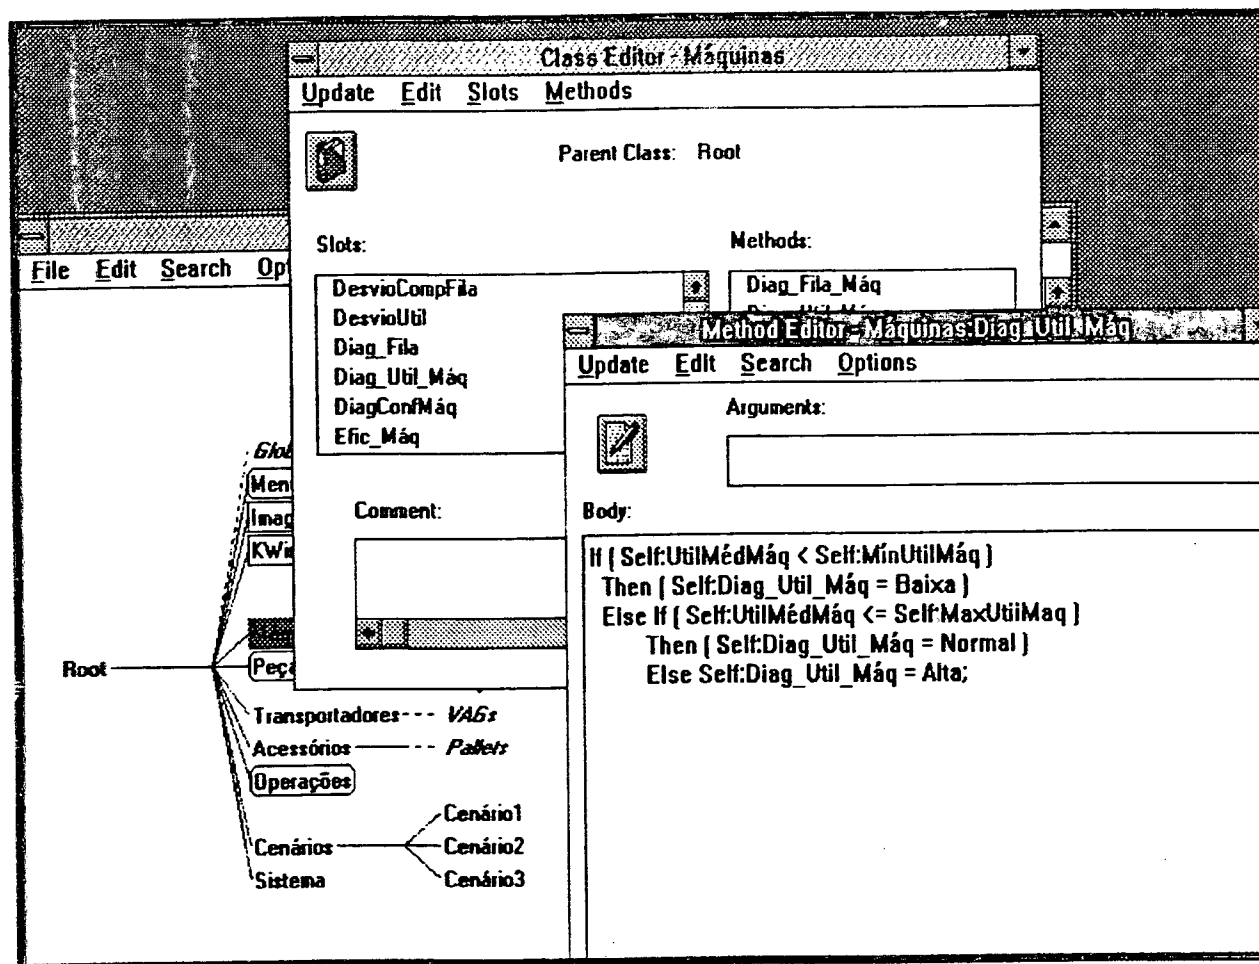 Class Editor - Máquinas
Update Edit Slots Methods
Parent Class: Root
Slots:
Methods:
File Edit Search
DesvioCompFila
DesvioUtil
Diag_Fila
Diag_Util_Máq
DiagConfMáq
Efic_Máq
Diag_Fila_Máq
Method Editor - Máquinas:Diag_Util_Máq
Update Edit Search Options
Arguments:
Comment:
Body:
If ( Self:UtilMédMáq < Self:MínUtilMáq )
Then ( Self:Diag_Util_Máq = Baixa )
Else If ( Self:UtilMédMáq <= Self:MaxUtilMaq )
Then ( Self:Diag_Util_Máq = Normal )
Else Self:Diag_Util_Máq = Alta;
Root
Transportadores VAGs
Acessórios Pallets
Operações
Cenários
Cenário1
Cenário2
Cenário3
Sistema